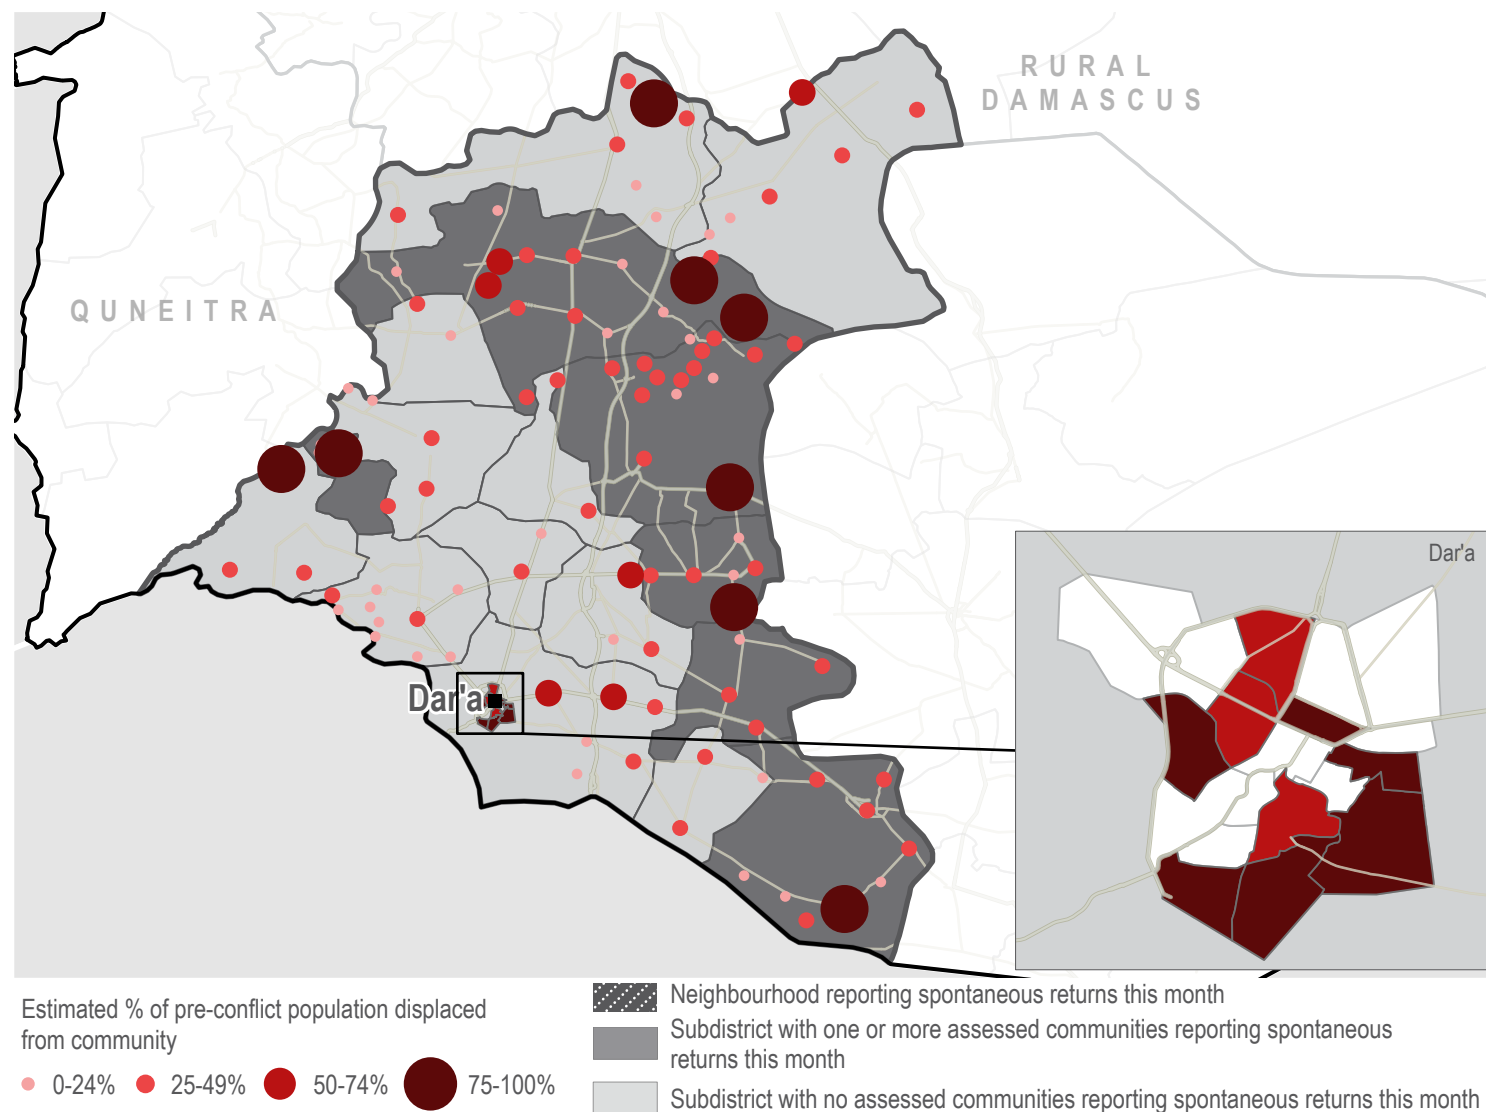 RURAL
DAMASCUS
QUNEITRA
Dar'a
Dar'a
Estimated % of pre-conflict population displaced
from community
0-24%
25-49%
50-74%
75-100%
Neighbourhood reporting spontaneous returns this month
Subdistrict with one or more assessed communities reporting spontaneous
returns this month
Subdistrict with no assessed communities reporting spontaneous returns this month